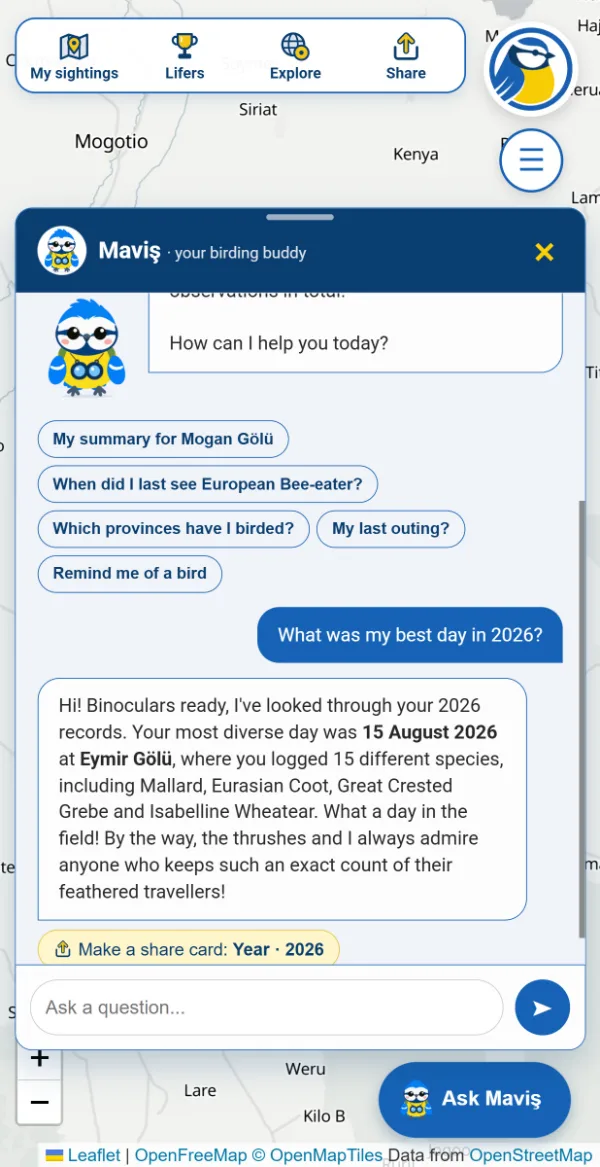 My sightings
Lifers
Explore
Share
Siriat
Mogotio
Kenya
Maviş · your birding buddy
observations in total.
How can I help you today?
My summary for Mogan Gölü
When did I last see European Bee-eater?
Which provinces have I birded?
My last outing?
Remind me of a bird
What was my best day in 2026?
Hi! Binoculars ready, I've looked through your 2026
records. Your most diverse day was 15 August 2026
at Eymir Gölü, where you logged 15 different species,
including Mallard, Eurasian Coot, Great Crested
Grebe and Isabelline Wheatear. What a day in the
field! By the way, the thrushes and I always admire
anyone who keeps such an exact count of their
feathered travellers!
Make a share card: Year · 2026
Ask a question...
+
−
Weru
Lare
Kilo B
Ask Maviş
Leaflet | OpenFreeMap © OpenMapTiles Data from OpenStreetMap